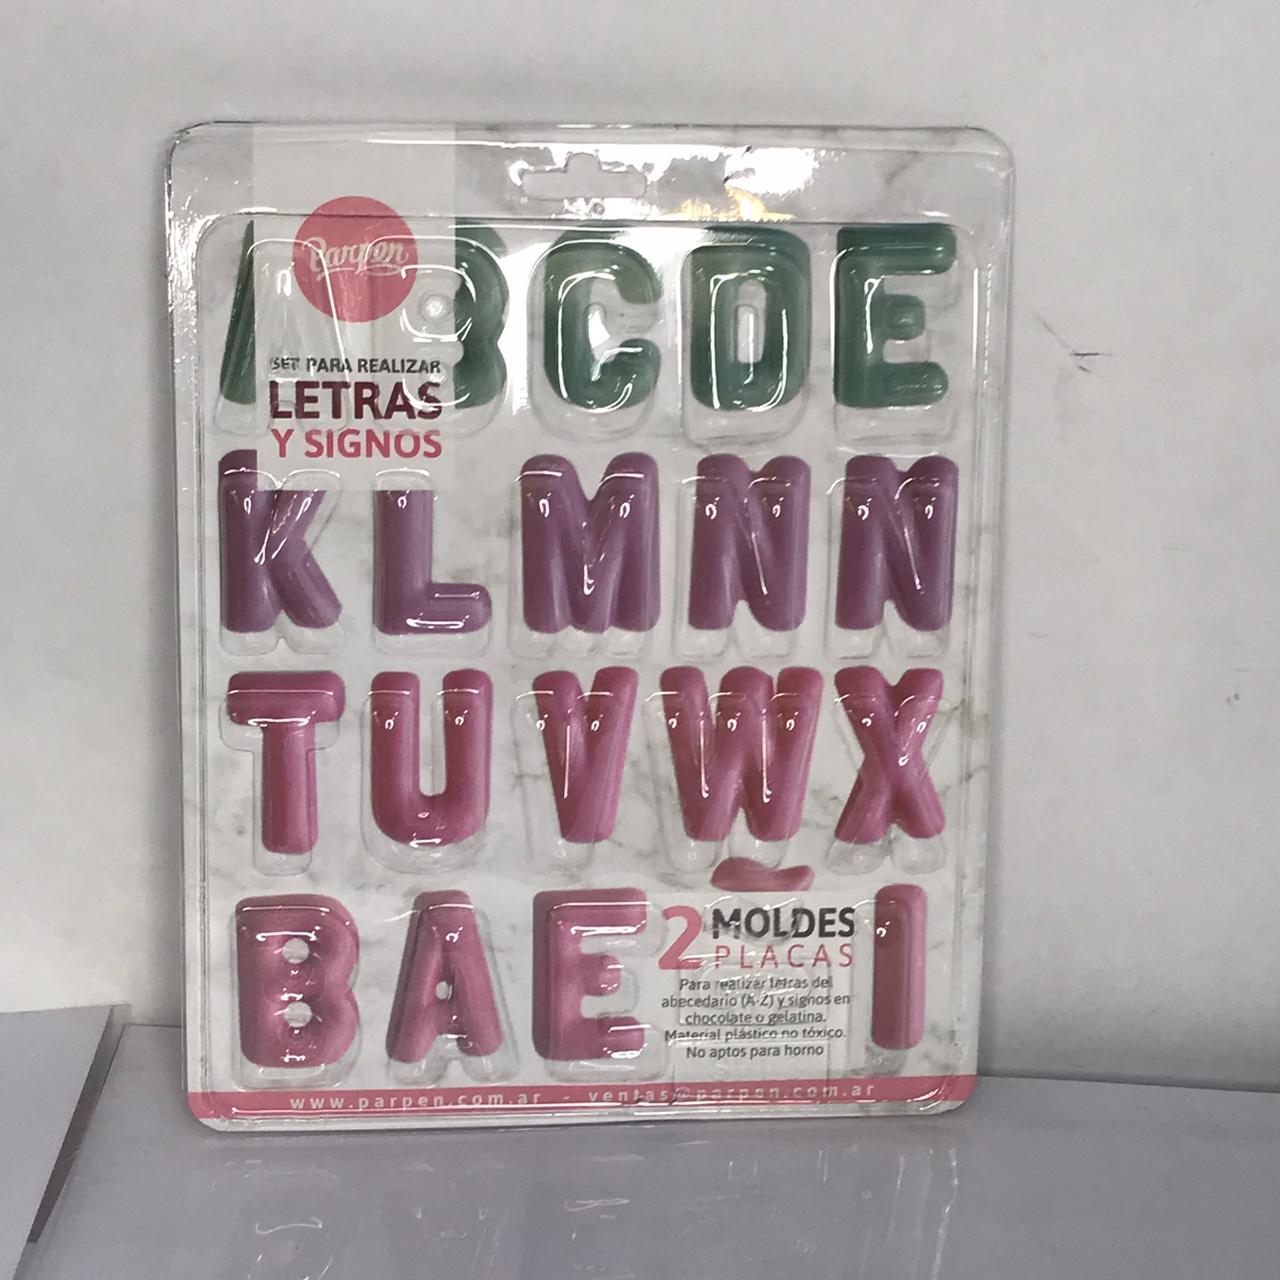 A B C D E
Parpen
SET PARA REALIZAR
LETRAS
Y SIGNOS
K L M N N
T U V W X
B A E I
2 MOLDES
PLACAS
Para realizar letras del
abecedario (A-Z) y signos en
chocolate o gelatina.
Material plástico no tóxico.
No aptos para horno
www.parpen.com.ar - ventas@parpen.com.ar